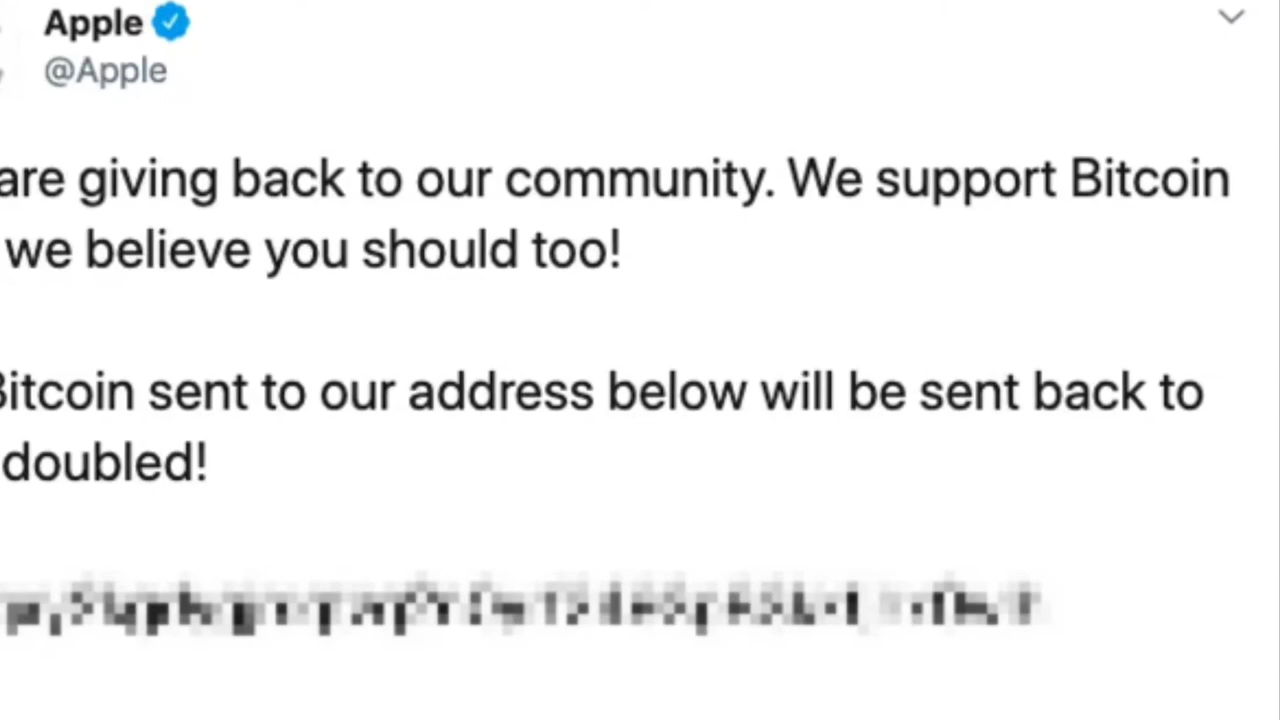 Apple
@Apple
are giving back to our community. We support Bitcoin
we believe you should too!
Bitcoin sent to our address below will be sent back to
doubled!